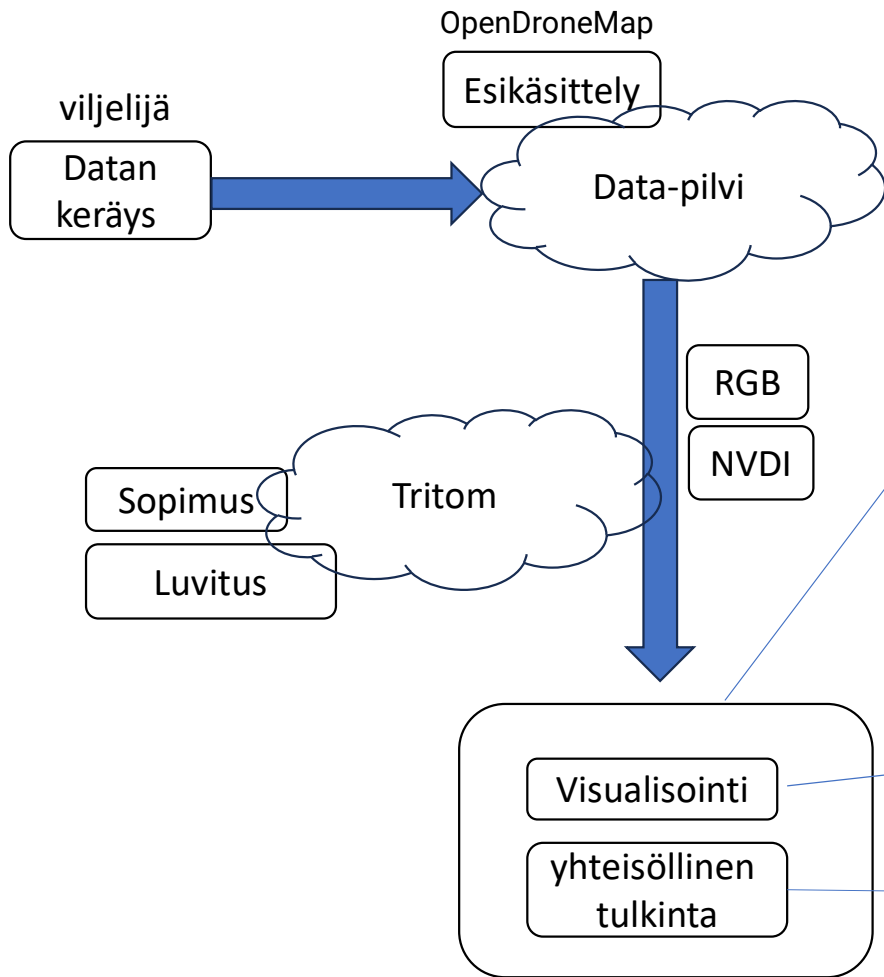 OpenDroneMap
Esikäsittely
viljelijä
Datan
keräys
Data-pilvi
RGB
NVDI
Sopimus
Tritom
Luvitus
Visualisointi
yhteisöllinen
tulkinta